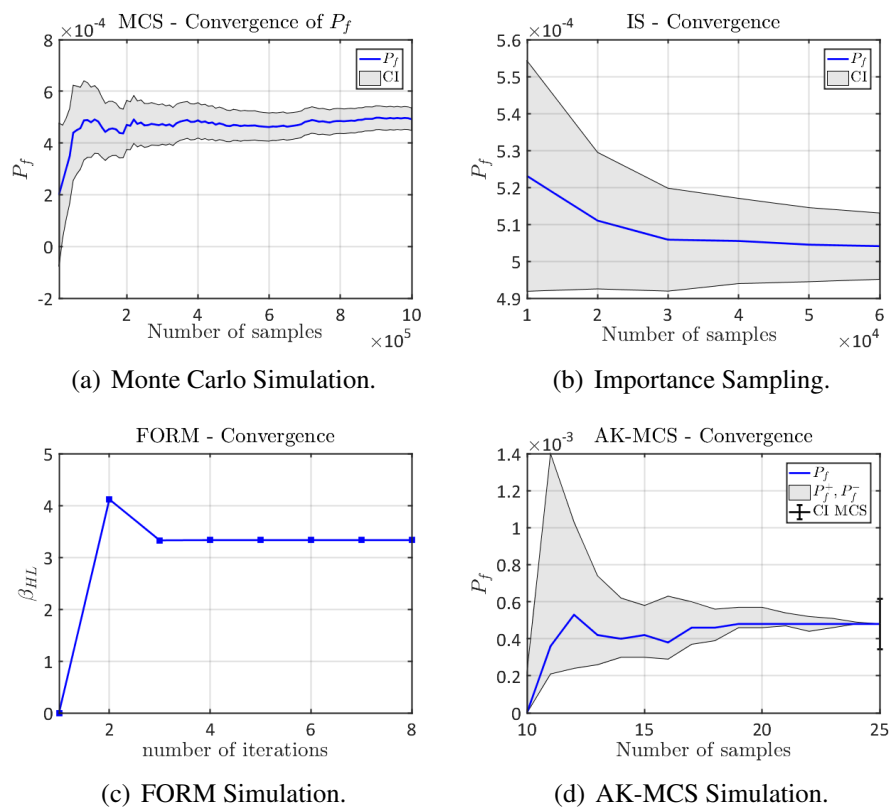 MCS - Convergence of P_f
×10^-4
8
6
4
2
0
-2
P_f
P_f
CI
2
4
6
8
10
Number of samples
×10^5
(a) Monte Carlo Simulation.
IS - Convergence
×10^-4
5.6
5.5
5.4
5.3
5.2
5.1
5
4.9
P_f
P_f
CI
1
2
3
4
5
6
Number of samples
×10^4
(b) Importance Sampling.
FORM - Convergence
5
4
3
2
1
0
β_HL
2
4
6
8
number of iterations
(c) FORM Simulation.
AK-MCS - Convergence
×10^-3
1.4
1.2
1
0.8
0.6
0.4
0.2
0
P_f
P_f
P_f^+, P_f^-
CI MCS
10
15
20
25
Number of samples
(d) AK-MCS Simulation.